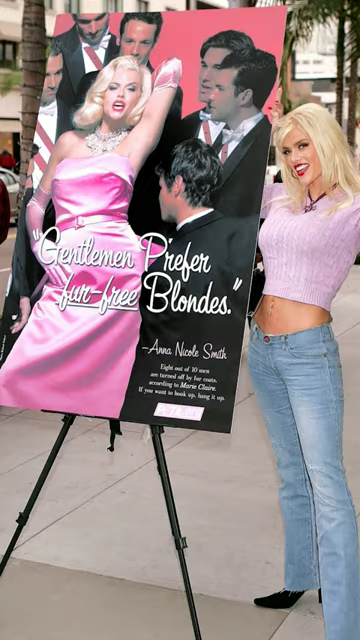 "Gentlemen Prefer
fur-free Blondes."
–Anna Nicole Smith
Eight out of 10 men
are turned off by fur coats,
according to Marie Claire.
If you want to hook up, hang it up.